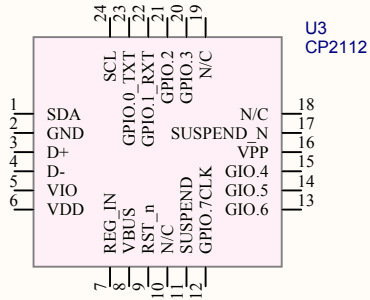 24 23 22 21 20 19
U3
CP2112
SCL GPIO.0_TXT GPIO.1_RXT GPIO.2 GPIO.3 N/C
1 SDA N/C 18
2 GND SUSPEND_N 17
3 D+ VPP 16
4 D- GIO.4 15
5 VIO GIO.5 14
6 VDD GIO.6 13
REG_IN VBUS RST_n N/C SUSPEND GPIO.7CLK
7 8 9 10 11 12